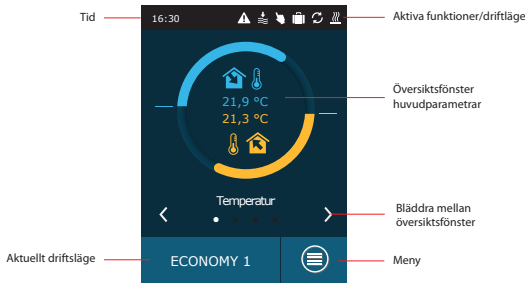 Tid
16:30
Aktiva funktioner/driftläge
Översiktsfönster
huvudparametrar
21,9 °C
21,3 °C
Temperatur
Bläddra mellan
översiktsfönster
Aktuellt driftsläge
ECONOMY 1
Meny